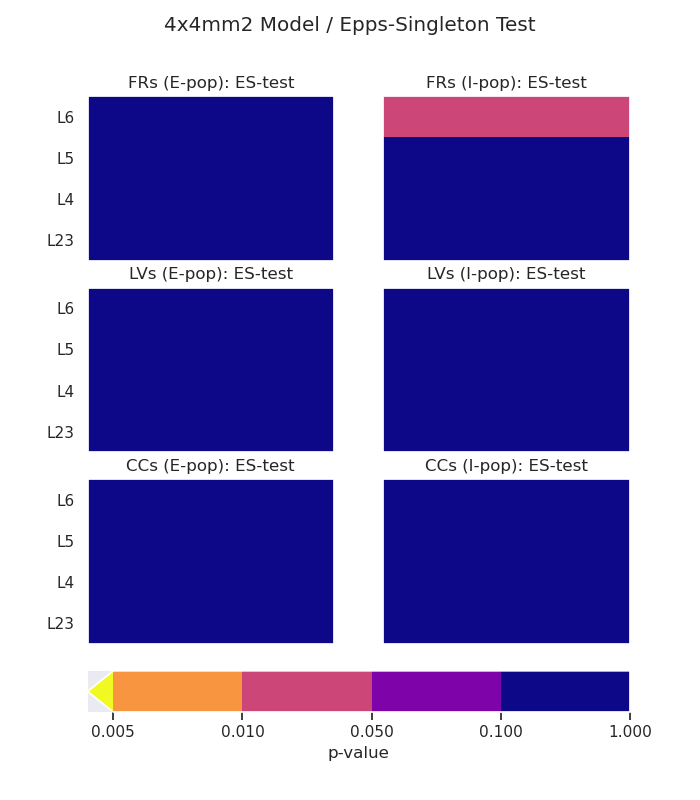 4x4mm2 Model / Epps-Singleton Test
FRs (E-pop): ES-test
FRs (I-pop): ES-test
L6
L5
L4
L23
LVs (E-pop): ES-test
LVs (I-pop): ES-test
L6
L5
L4
L23
CCs (E-pop): ES-test
CCs (I-pop): ES-test
L6
L5
L4
L23
0.005 0.010 0.050 0.100 1.000
p-value